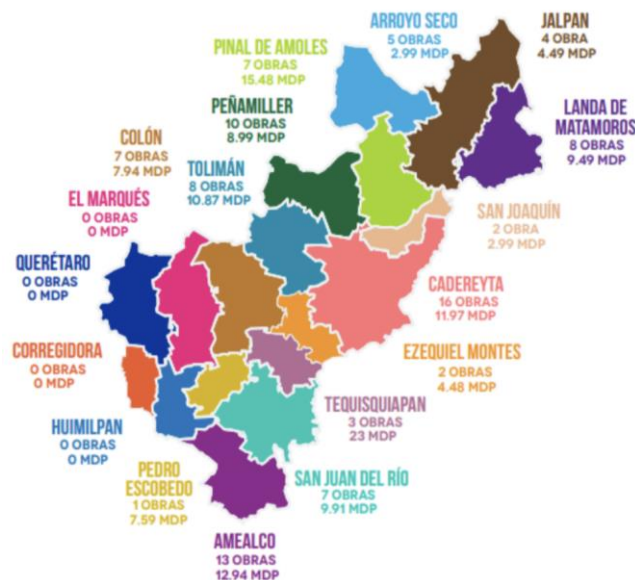 ARROYO SECO
5 OBRAS
2.99 MDP
JALPAN
4 OBRA
4.49 MDP
PINAL DE AMOLES
7 OBRAS
15.48 MDP
PEÑAMILLER
10 OBRAS
8.99 MDP
LANDA DE
MATAMOROS
8 OBRAS
9.49 MDP
COLÓN
7 OBRAS
7.94 MDP
TOLIMÁN
8 OBRAS
10.87 MDP
EL MARQUÉS
0 OBRAS
0 MDP
SAN JOAQUÍN
2 OBRA
2.99 MDP
QUERÉTARO
0 OBRAS
0 MDP
CADEREYTA
16 OBRAS
11.97 MDP
CORREGIDORA
0 OBRAS
0 MDP
EZEQUIEL MONTES
2 OBRAS
4.48 MDP
TEQUISQUIAPAN
3 OBRAS
23 MDP
HUIMILPAN
0 OBRAS
0 MDP
PEDRO
ESCOBEDO
1 OBRAS
7.59 MDP
SAN JUAN DEL RÍO
7 OBRAS
9.91 MDP
AMEALCO
13 OBRAS
12.94 MDP